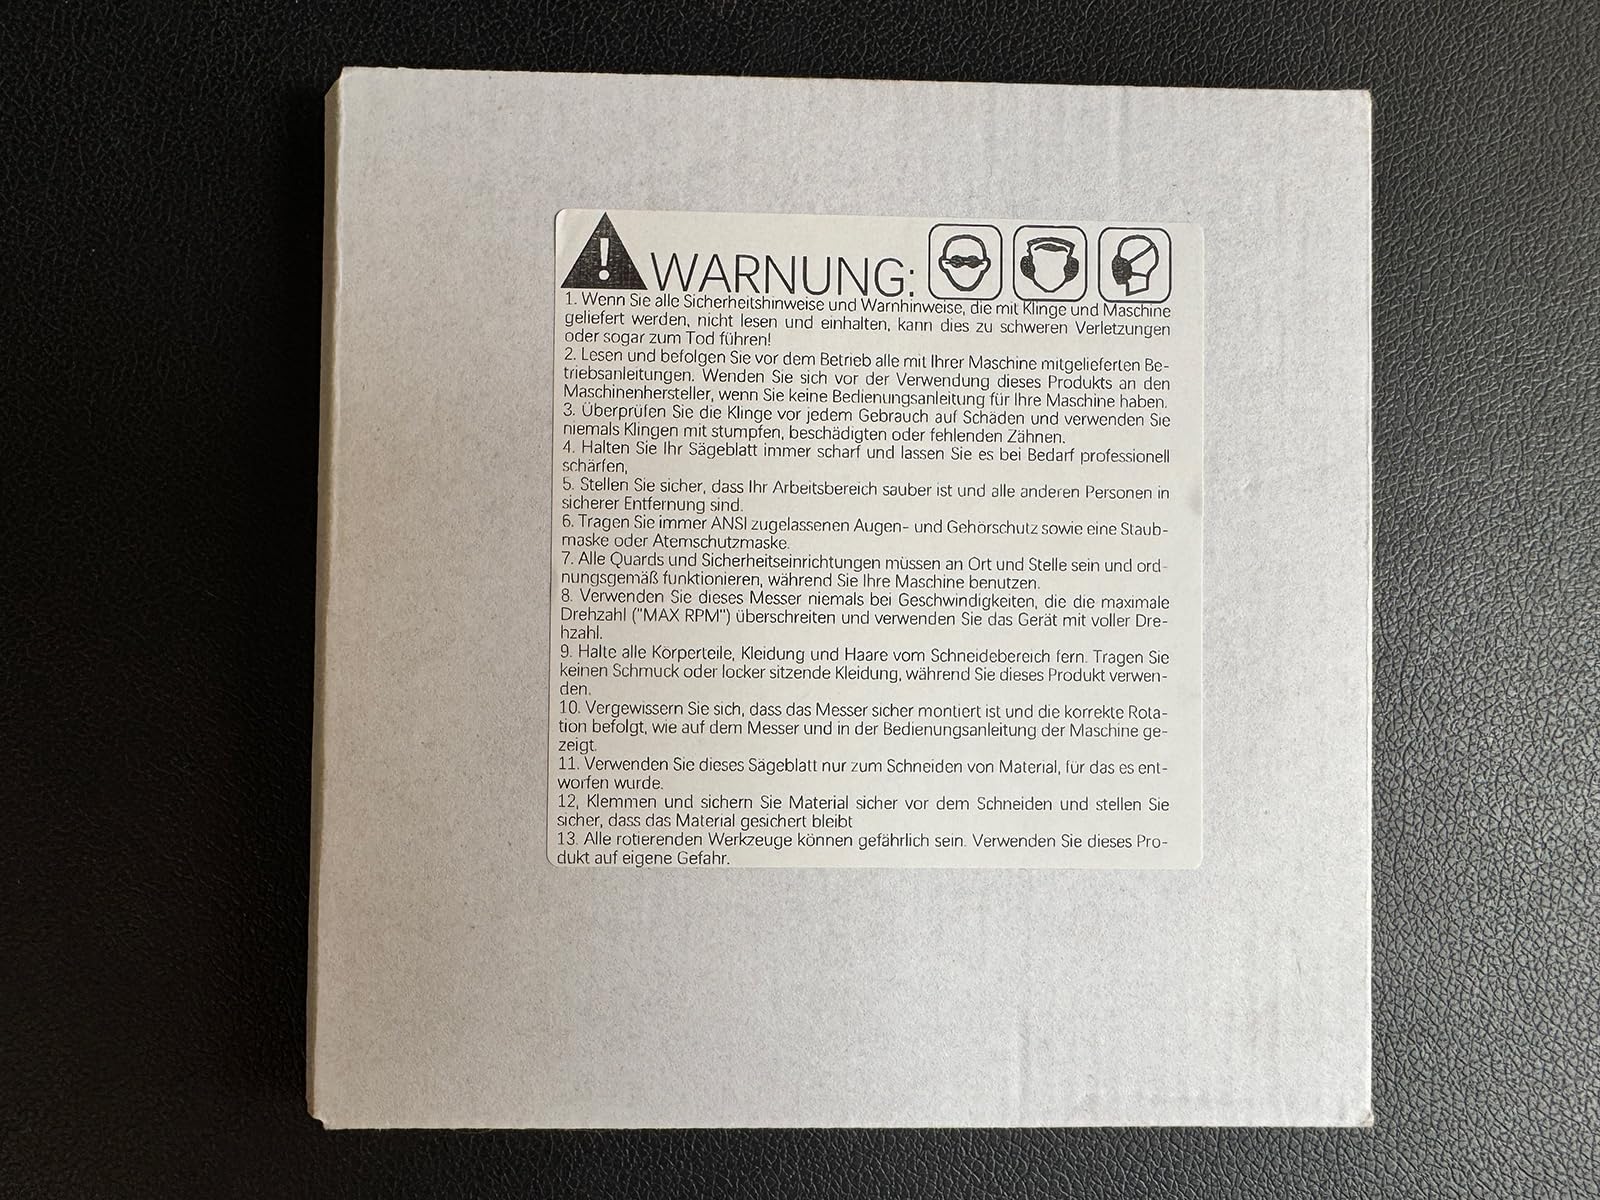 WARNUNG:
1. Wenn Sie alle Sicherheitshinweise und Warnhinweise, die mit Klinge und Maschine
geliefert werden, nicht lesen und einhalten, kann dies zu schweren Verletzungen
oder sogar zum Tod führen!
2. Lesen und befolgen Sie vor dem Betrieb alle mit Ihrer Maschine mitgelieferten Be-
triebsanleitungen. Wenden Sie sich vor der Verwendung dieses Produkts an den
Maschinenhersteller, wenn Sie keine Bedienungsanleitung für Ihre Maschine haben.
3. Überprüfen Sie die Klinge vor jedem Gebrauch auf Schäden und verwenden Sie
niemals Klingen mit stumpfen, beschädigten oder fehlenden Zähnen.
4. Halten Sie Ihr Sägeblatt immer scharf und lassen Sie es bei Bedarf professionell
schärfen,
5. Stellen Sie sicher, dass Ihr Arbeitsbereich sauber ist und alle anderen Personen in
sicherer Entfernung sind.
6. Tragen Sie immer ANSI zugelassenen Augen- und Gehörschutz sowie eine Staub-
maske oder Atemschutzmaske.
7. Alle Quards und Sicherheitseinrichtungen müssen an Ort und Stelle sein und ord-
nungsgemäß funktionieren, während Sie Ihre Maschine benutzen.
8. Verwenden Sie dieses Messer niemals bei Geschwindigkeiten, die die maximale
Drehzahl ("MAX RPM") überschreiten und verwenden Sie das Gerät mit voller Dre-
hzahl.
9. Halte alle Körperteile, Kleidung und Haare vom Schneidebereich fern. Tragen Sie
keinen Schmuck oder locker sitzende Kleidung, während Sie dieses Produkt verwen-
den.
10. Vergewissern Sie sich, dass das Messer sicher montiert ist und die korrekte Rota-
tion befolgt, wie auf dem Messer und in der Bedienungsanleitung der Maschine ge-
zeigt.
11. Verwenden Sie dieses Sägeblatt nur zum Schneiden von Material, für das es ent-
worfen wurde.
12, Klemmen und sichern Sie Material sicher vor dem Schneiden und stellen Sie
sicher, dass das Material gesichert bleibt
13. Alle rotierenden Werkzeuge können gefährlich sein. Verwenden Sie dieses Pro-
dukt auf eigene Gefahr.